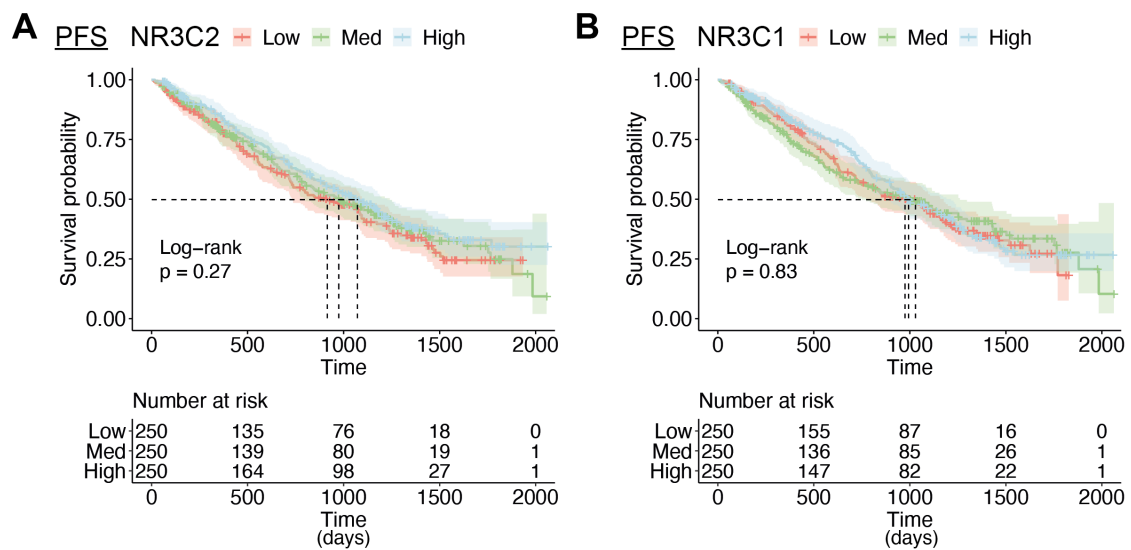 A PFS NR3C2 Low Med High
Survival probability
1.00
0.75
0.50
0.25
0.00
Log-rank
p = 0.27
0 500 1000 1500 2000
Time
Number at risk
Low 250 135 76 18 0
Med 250 139 80 19 1
High 250 164 98 27 1
0 500 1000 1500 2000
Time
(days)
B PFS NR3C1 Low Med High
Survival probability
1.00
0.75
0.50
0.25
0.00
Log-rank
p = 0.83
0 500 1000 1500 2000
Time
Number at risk
Low 250 155 87 16 0
Med 250 136 85 26 1
High 250 147 82 22 1
0 500 1000 1500 2000
Time
(days)